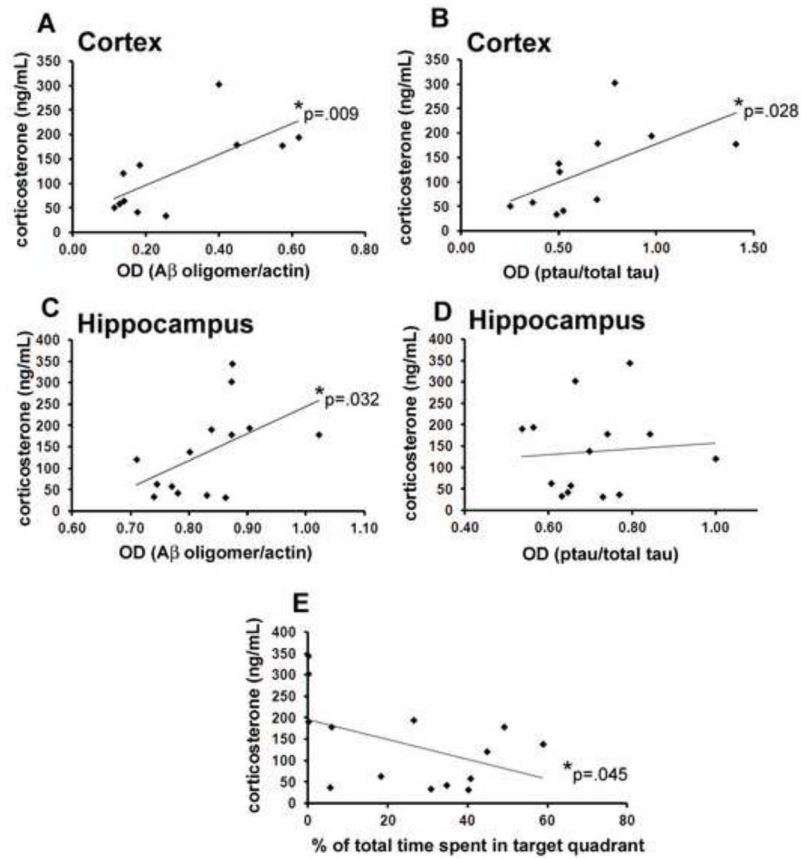 A
Cortex
corticosterone (ng/mL)
350
300
250
200
150
100
50
0
0.00 0.20 0.40 0.60 0.80
OD (Aβ oligomer/actin)
*
p=.009
B
Cortex
corticosterone (ng/mL)
350
300
250
200
150
100
50
0
0.00 0.50 1.00 1.50
OD (ptau/total tau)
*
p=.028
C
Hippocampus
corticosterone (ng/mL)
400
350
300
250
200
150
100
50
0
0.60 0.70 0.80 0.90 1.00 1.10
OD (Aβ oligomer/actin)
*
p=.032
D
Hippocampus
corticosterone (ng/mL)
400
350
300
250
200
150
100
50
0
0.40 0.60 0.80 1.00
OD (ptau/total tau)
E
corticosterone (ng/mL)
400
350
300
250
200
150
100
50
0
0 20 40 60 80
% of total time spent in target quadrant
*
p=.045